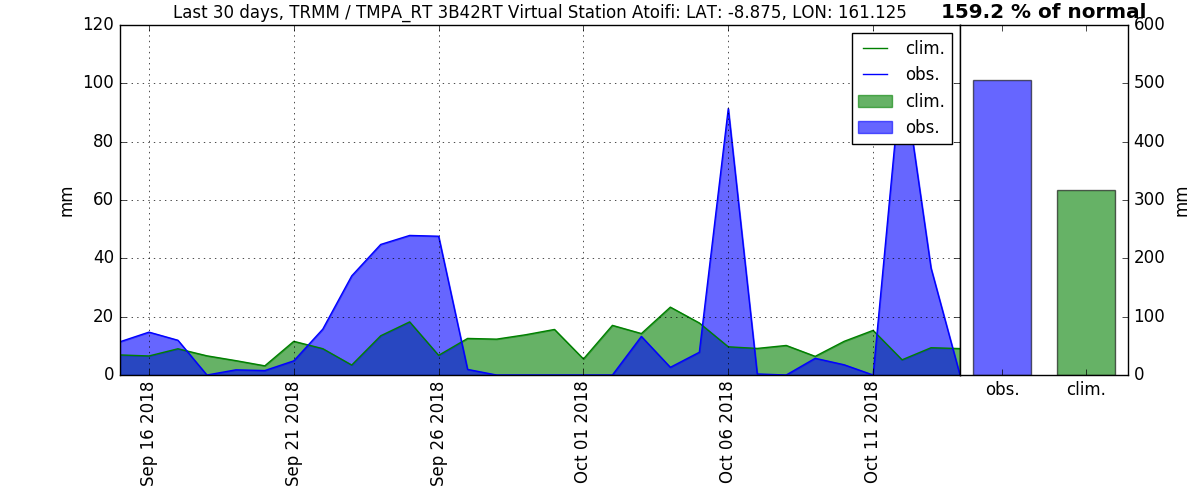 Last 30 days, TRMM / TMPA_RT 3B42RT Virtual Station Atoifi: LAT: -8.875, LON: 161.125
159.2 % of normal
120
100
80
60
40
20
0
mm
clim.
obs.
clim.
obs.
Sep 16 2018
Sep 21 2018
Sep 26 2018
Oct 01 2018
Oct 06 2018
Oct 11 2018
600
500
400
300
200
100
0
mm
obs.
clim.